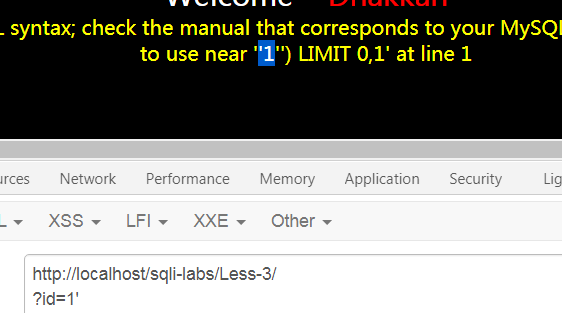 Welcome Dhakkan
L syntax; check the manual that corresponds to your MySQL
to use near ''1'') LIMIT 0,1' at line 1
urces Network Performance Memory Application Security Lig
L XSS LFI XXE Other
http://localhost/sqli-labs/Less-3/
?id=1'